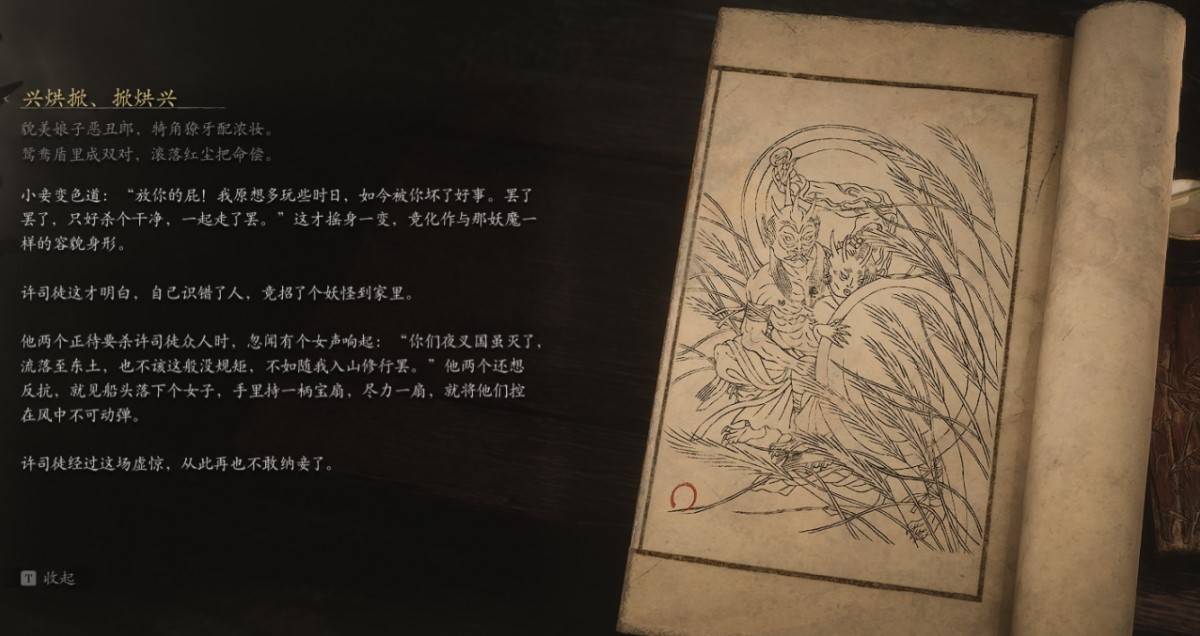 兴烘掀、掀烘兴
貌美娘子恶丑郎，犄角獠牙配浓妆。
鸳鸯盾里成双对，滚落红尘把命偿。
小妾变色道：“放你的屁！我原想多玩些时日，如今被你坏了好事。罢了
罢了，只好杀个干净，一起走了罢。”这才摇身一变，竟化作与那妖魔一
样的容貌身形。
许司徒这才明白，自己识错了人，竟招了个妖怪到家里。
他两个正待要杀许司徒众人时，忽闻有个女声响起：“你们夜叉国虽灭了，
流落至东土，也不该这般没规矩，不如随我入山修行罢。”他两个还想
反抗，就见船头落下个女子，手里持一柄宝扇，尽力一扇，就将他们控
在风中不可动弹。
许司徒经过这场虚惊，从此再也不敢纳妾了。
T 收起